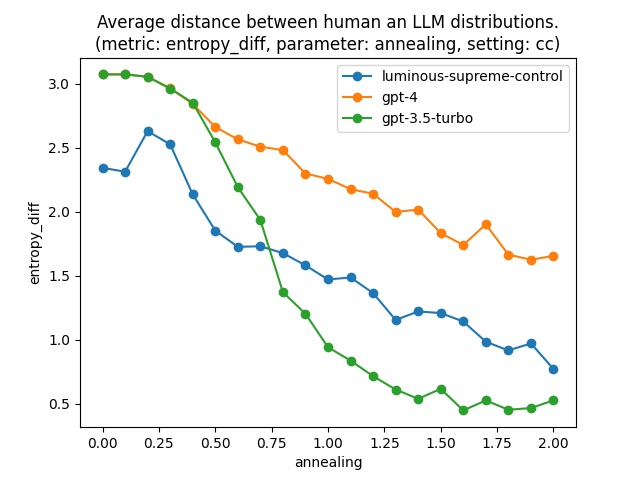 Average distance between human an LLM distributions.
(metric: entropy_diff, parameter: annealing, setting: cc)
luminous-supreme-control
gpt-4
gpt-3.5-turbo
3.0
2.5
2.0
1.5
1.0
0.5
entropy_diff
0.00 0.25 0.50 0.75 1.00 1.25 1.50 1.75 2.00
annealing